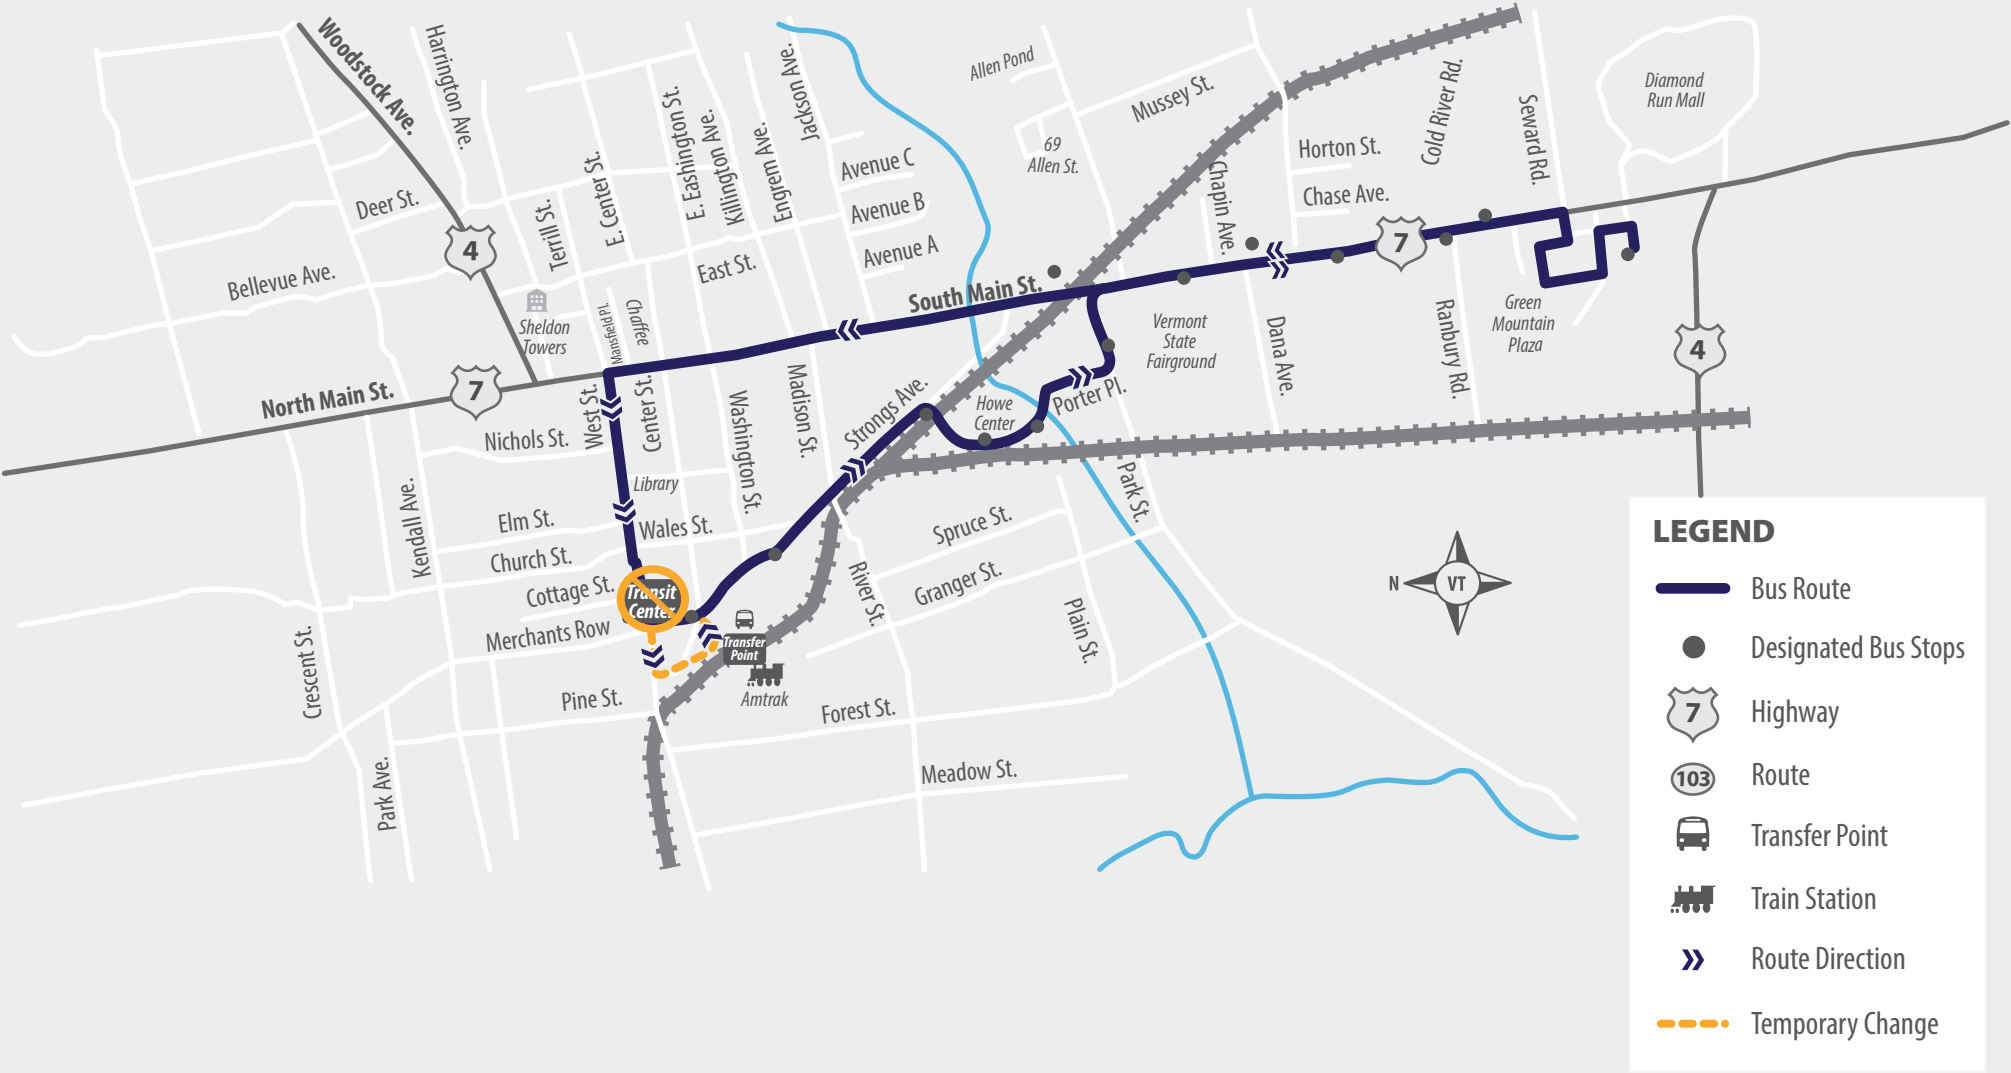 Woodstock Ave.
Harrington Ave.
Jackson Ave.
Allen Pond
Mussey St.
Cold River Rd.
Seward Rd.
Diamond
Run Mall
E. Eashington St.
Killington Ave.
Engrem Ave.
Avenue C
69
Allen St.
Horton St.
Chase Ave.
Chapin Ave.
Deer St.
Terrill St.
E. Center St.
Avenue B
Avenue A
4
7
Bellevue Ave.
East St.
South Main St.
Sheldon
Towers
Mansfield Pl.
Chaffee
Vermont
State
Fairground
Dana Ave.
Ranbury Rd.
Green
Mountain
Plaza
4
North Main St.
7
West St.
Center St.
Washington St.
Madison St.
Strongs Ave.
Howe
Center
Porter Pl.
Nichols St.
Library
Kendall Ave.
Elm St.
Wales St.
Church St.
Cottage St.
Spruce St.
Park St.
Transit
Center
Merchants Row
River St.
Granger St.
Plain St.
Transfer
Point
Amtrak
Crescent St.
Pine St.
Forest St.
Park Ave.
Meadow St.
N
VT
LEGEND
Bus Route
Designated Bus Stops
7
Highway
103
Route
Transfer Point
Train Station
Route Direction
Temporary Change